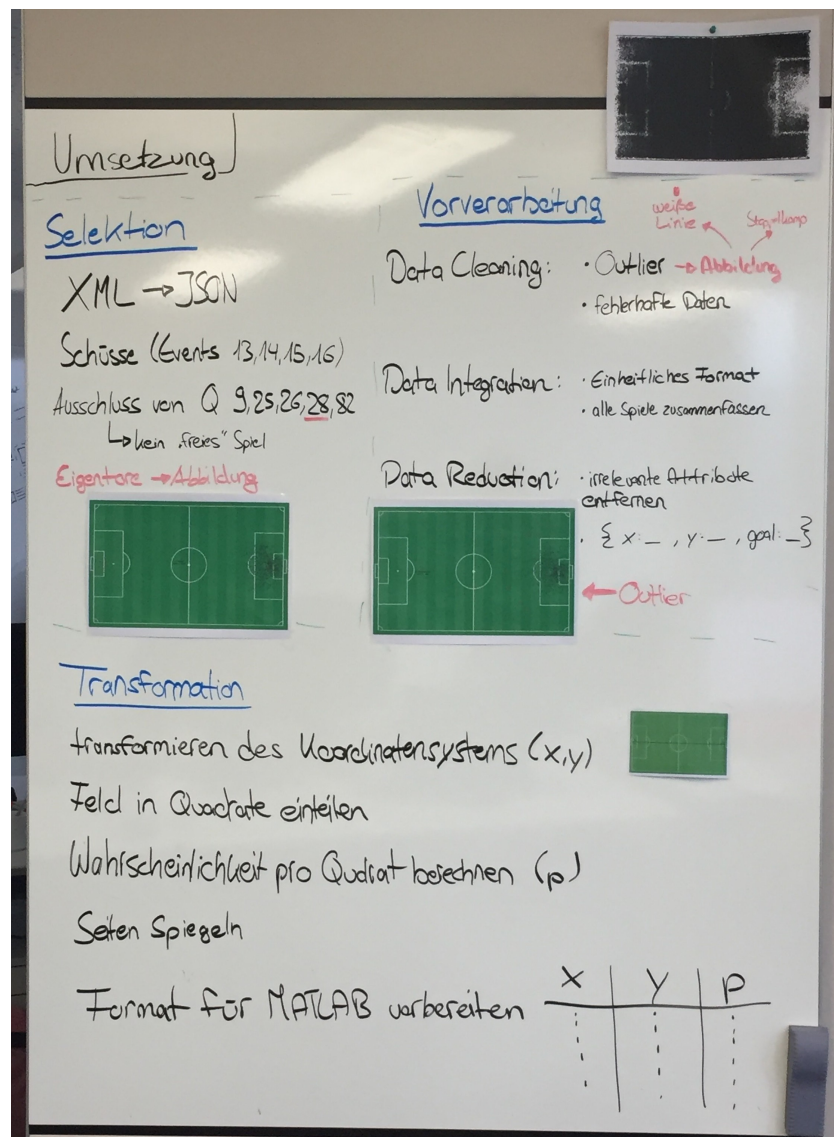 Umsetzung
Selektion
XML → JSON
Schüsse (Events 13,14,15,16)
Ausschluss von Q 9,25,26,28,82
↳ kein „freies" Spiel
Eigentore → Abbildung
Vorverarbeitung
weiße
Linie
Data Cleaning: • Outlier → Abbildung
• fehlerhafte Daten
Data Integration: • Einheitliches Format
• alle Spiele zusammenfassen
Data Reduction: • irrelevante Attribute
entfernen
• { x:_ , y:_ , goal:_ }
← Outlier
Transformation
transformieren des Koordinatensystems (x,y)
Feld in Quadrate einteilen
Wahrscheinlichkeit pro Qudrat berechnen (p)
Seiten Spiegeln
Format für MATLAB vorbereiten
X Y P